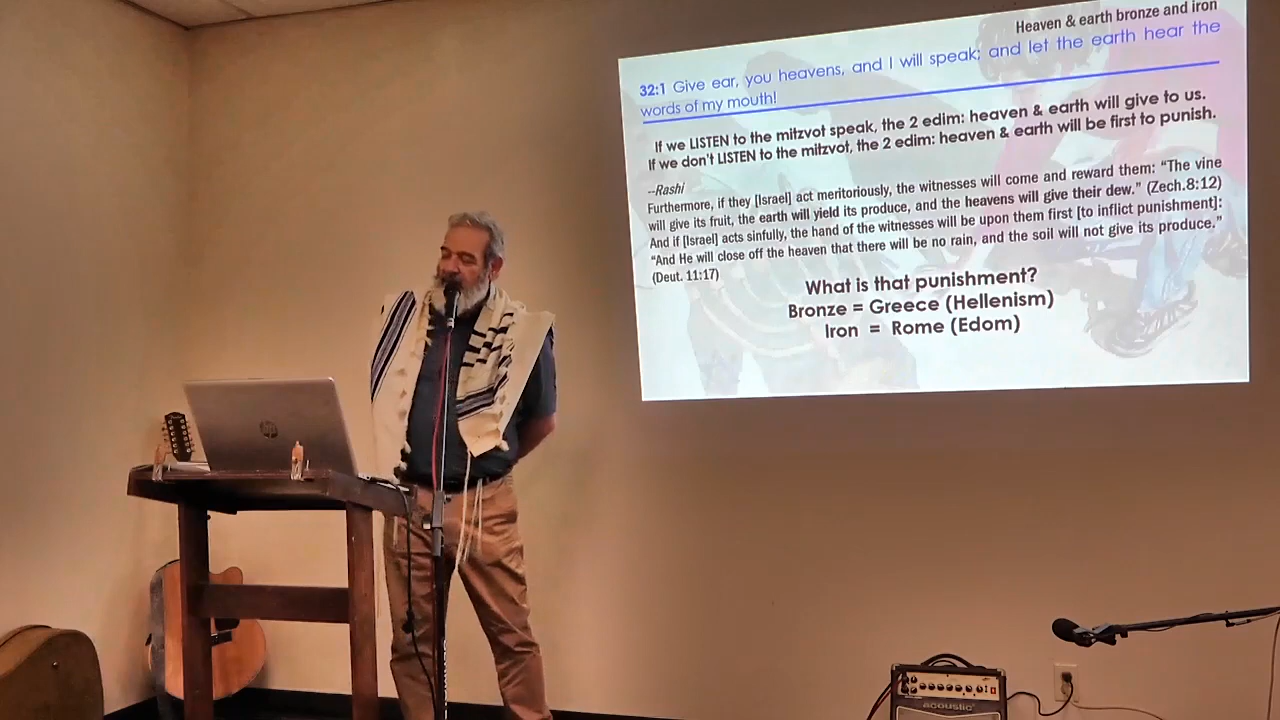 Heaven & earth bronze and iron
32:1 Give ear, you heavens, and I will speak; and let the earth hear the
words of my mouth!
If we LISTEN to the mitzvot speak, the 2 edim: heaven & earth will give to us.
If we don't LISTEN to the mitzvot, the 2 edim: heaven & earth will be first to punish.
--Rashi
Furthermore, if they [Israel] act meritoriously, the witnesses will come and reward them: “The vine
will give its fruit, the earth will yield its produce, and the heavens will give their dew.” (Zech.8:12)
And if [Israel] acts sinfully, the hand of the witnesses will be upon them first [to inflict punishment]:
“And He will close off the heaven that there will be no rain, and the soil will not give its produce.”
(Deut. 11:17)
What is that punishment?
Bronze = Greece (Hellenism)
Iron = Rome (Edom)
hp
acoustic